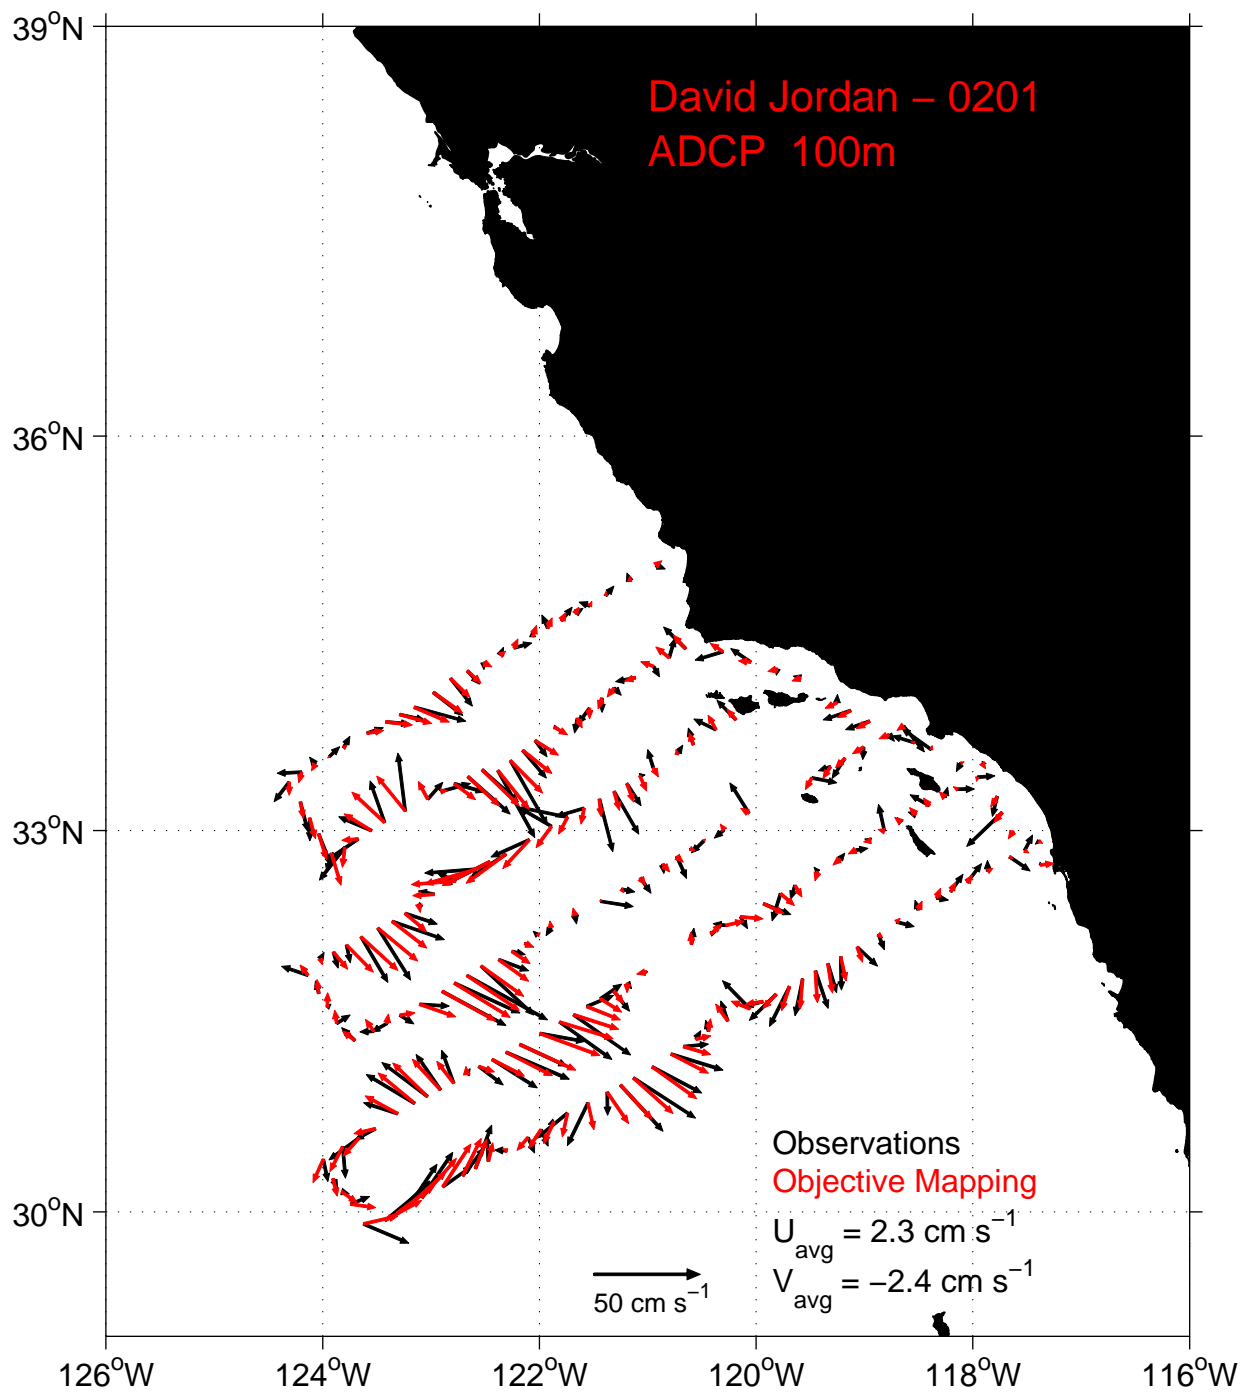 39°N
David Jordan – 0201
ADCP 100m
36°N
33°N
30°N
Observations
Objective Mapping
U_avg = 2.3 cm s⁻¹
V_avg = −2.4 cm s⁻¹
50 cm s⁻¹
126°W 124°W 122°W 120°W 118°W 116°W